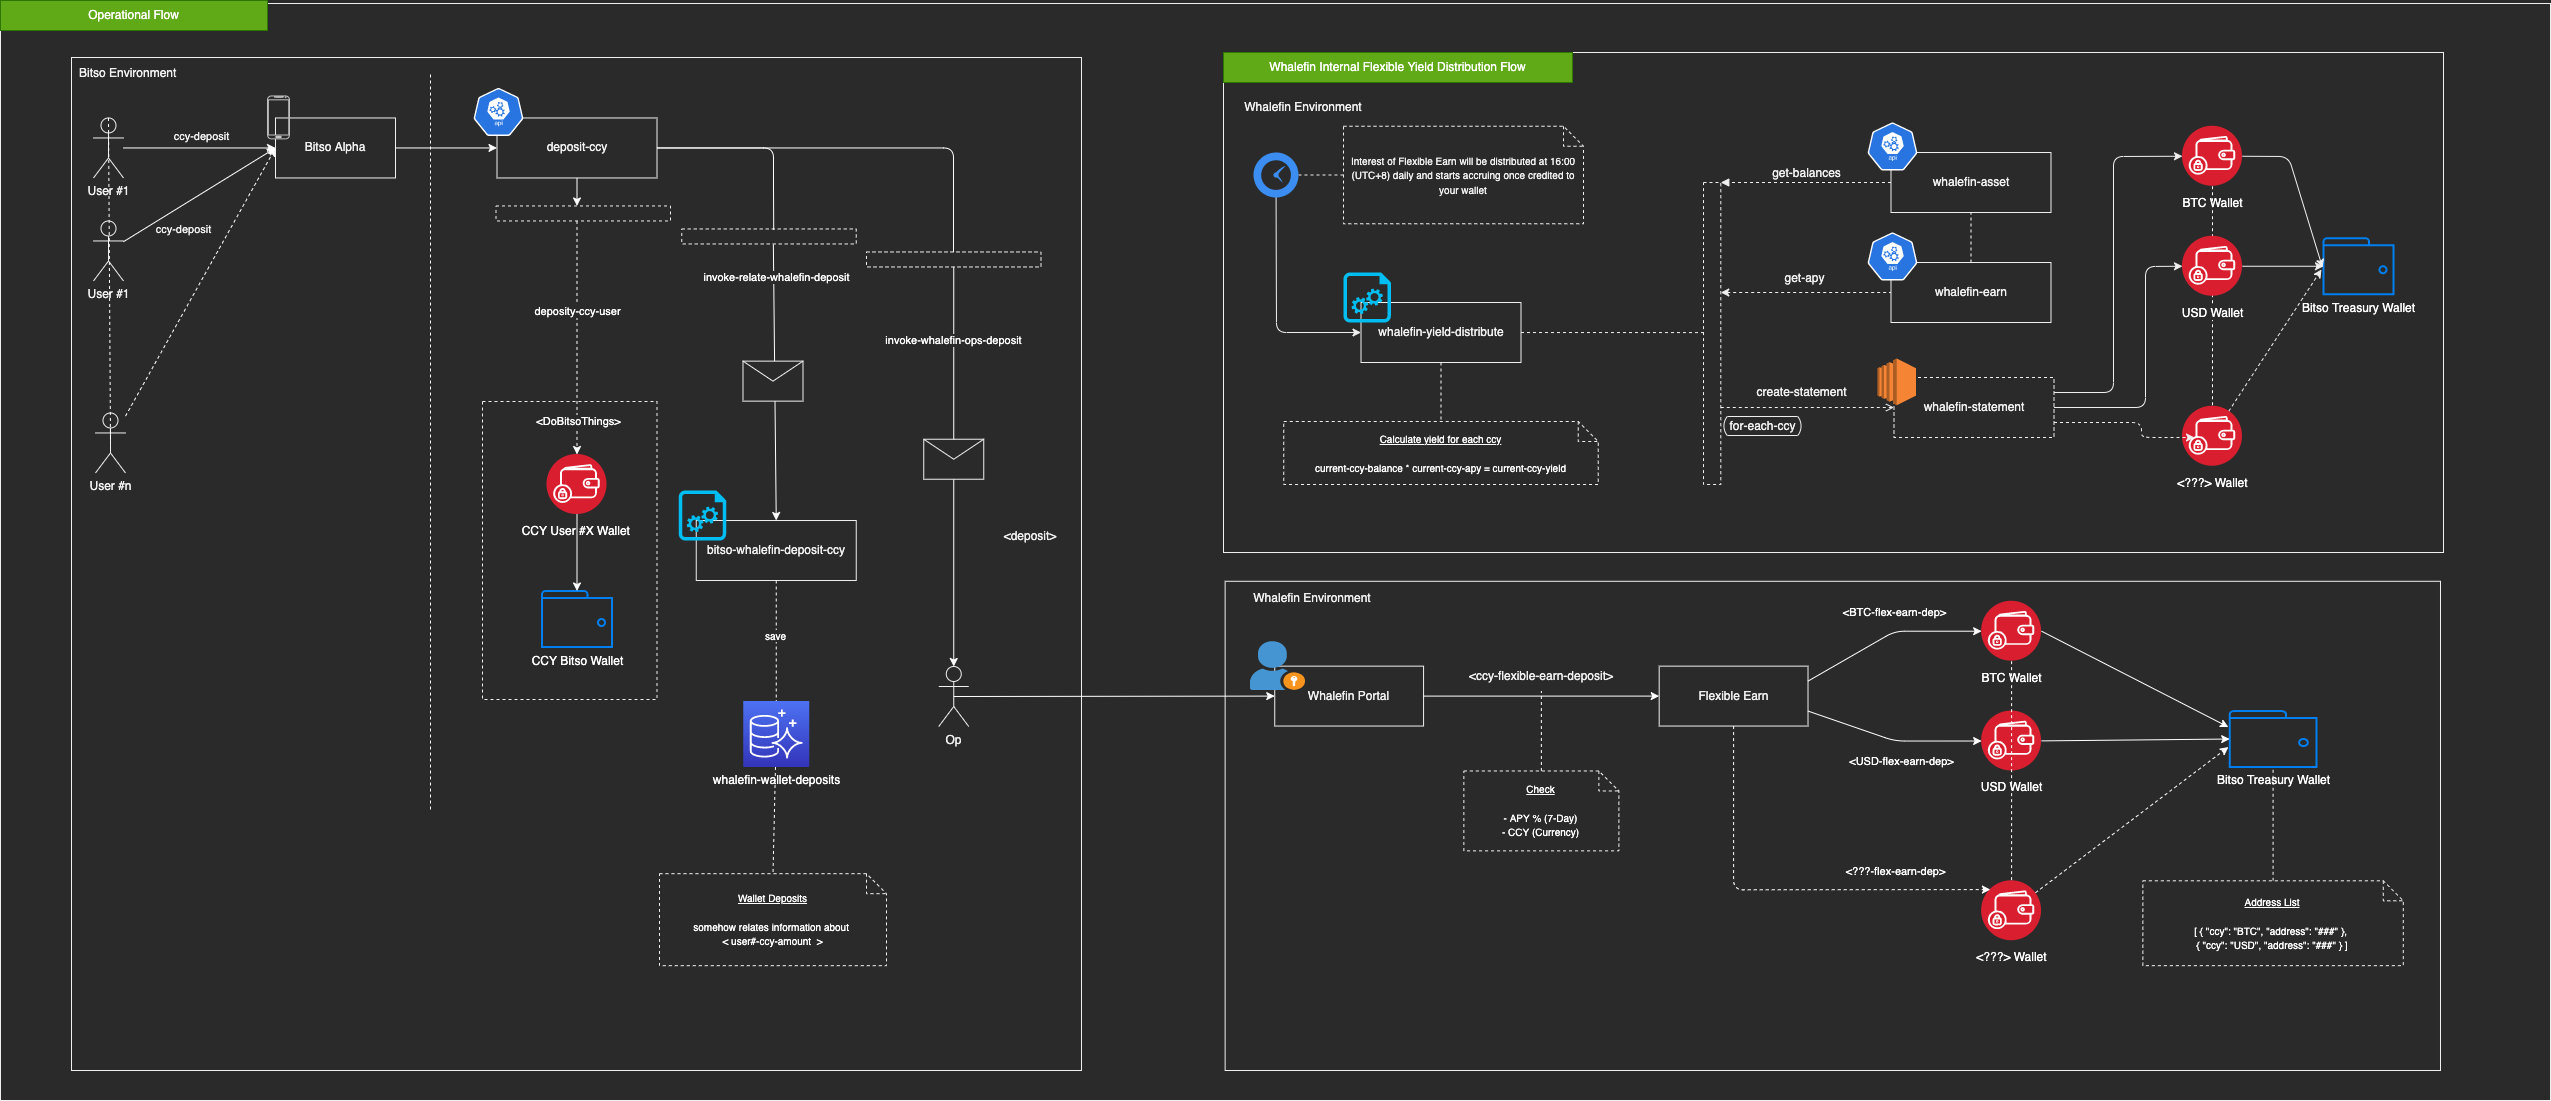 Operational Flow
Bitso Environment
User #1
User #1
User #n
ccy-deposit
ccy-deposit
Bitso Alpha
api
deposit-ccy
deposity-ccy-user
<DoBitsoThings>
CCY User #X Wallet
CCY Bitso Wallet
invoke-relate-whalefin-deposit
bitso-whalefin-deposit-ccy
save
whalefin-wallet-deposits
Wallet Deposits
somehow relates information about
< user#-ccy-amount >
invoke-whalefin-ops-deposit
<deposit>
Op
Whalefin Internal Flexible Yield Distribution Flow
Whalefin Environment
Interest of Flexible Earn will be distributed at 16:00
(UTC+8) daily and starts accruing once credited to
your wallet
whalefin-yield-distribute
Calculate yield for each ccy
current-ccy-balance * current-ccy-apy = current-ccy-yield
get-balances
get-apy
create-statement
for-each-ccy
api
whalefin-asset
api
whalefin-earn
whalefin-statement
BTC Wallet
USD Wallet
<???> Wallet
Bitso Treasury Wallet
Whalefin Environment
Whalefin Portal
<ccy-flexible-earn-deposit>
Check
- APY % (7-Day)
- CCY (Currency)
Flexible Earn
<BTC-flex-earn-dep>
<USD-flex-earn-dep>
<???-flex-earn-dep>
BTC Wallet
USD Wallet
<???> Wallet
Bitso Treasury Wallet
Address List
[ { "ccy": "BTC", "address": "###" },
{ "ccy": "USD", "address": "###" } ]